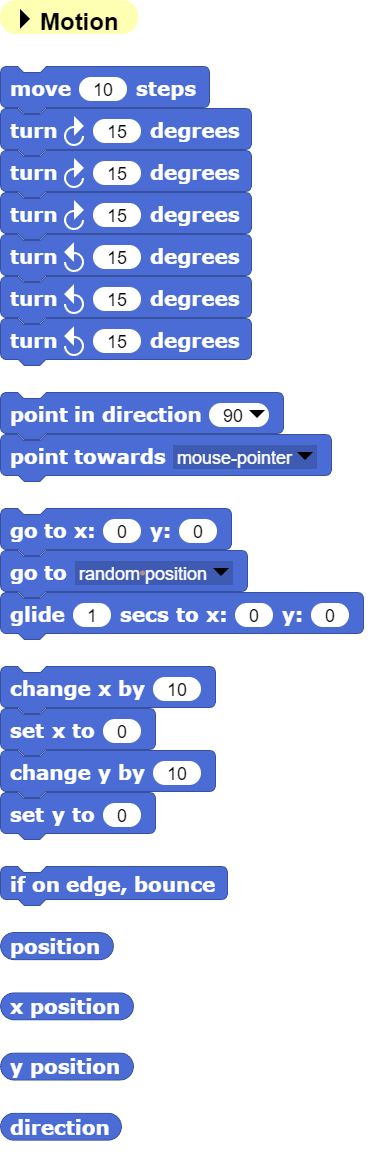 Motion
move 10 steps
turn 15 degrees
turn 15 degrees
turn 15 degrees
turn 15 degrees
turn 15 degrees
turn 15 degrees
point in direction 90
point towards mouse-pointer
go to x: 0 y: 0
go to random position
glide 1 secs to x: 0 y: 0
change x by 10
set x to 0
change y by 10
set y to 0
if on edge, bounce
position
x position
y position
direction